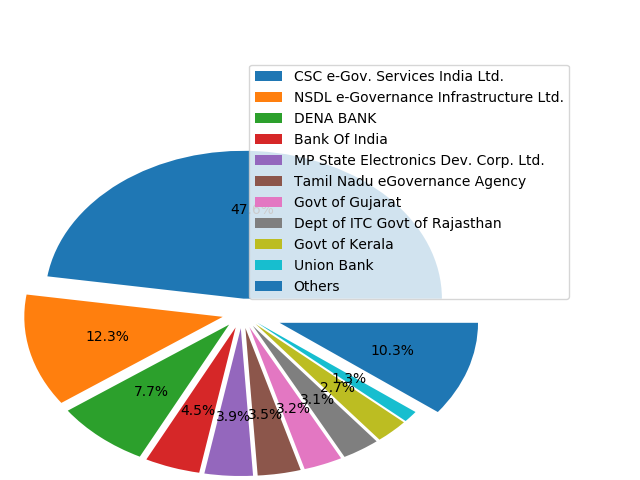 CSC e-Gov. Services India Ltd.
NSDL e-Governance Infrastructure Ltd.
DENA BANK
Bank Of India
MP State Electronics Dev. Corp. Ltd.
Tamil Nadu eGovernance Agency
Govt of Gujarat
Dept of ITC Govt of Rajasthan
Govt of Kerala
Union Bank
Others
12.3%
7.7%
4.5%
3.9%
3.5%
3.2%
3.1%
2.7%
1.3%
10.3%